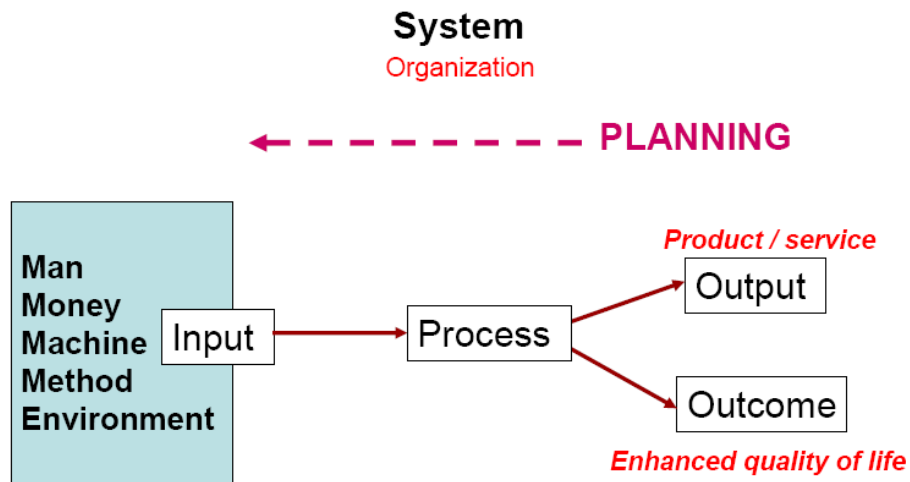 System
Organization
PLANNING
Man
Money
Machine
Method
Environment
Input
Process
Product / service
Output
Outcome
Enhanced quality of life